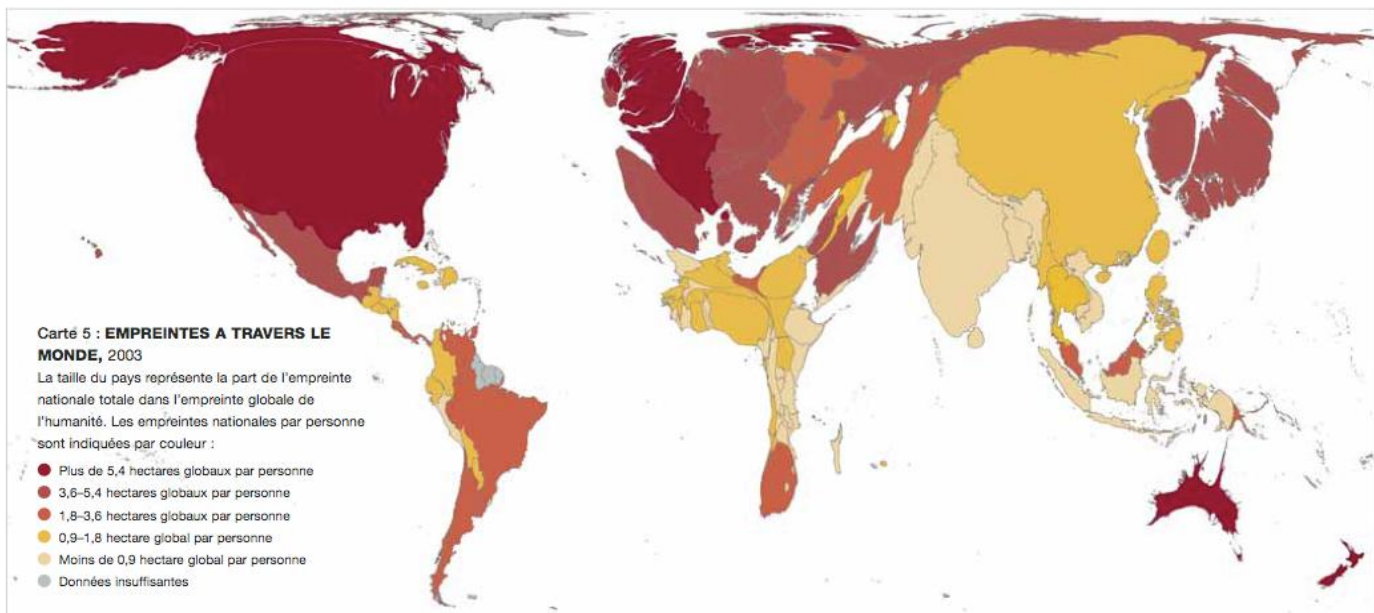 Carte 5 : EMPREINTES A TRAVERS LE
MONDE, 2003
La taille du pays représente la part de l'empreinte
nationale totale dans l'empreinte globale de
l'humanité. Les empreintes nationales par personne
sont indiquées par couleur :
Plus de 5,4 hectares globaux par personne
3,6–5,4 hectares globaux par personne
1,8–3,6 hectares globaux par personne
0,9–1,8 hectare global par personne
Moins de 0,9 hectare global par personne
Données insuffisantes